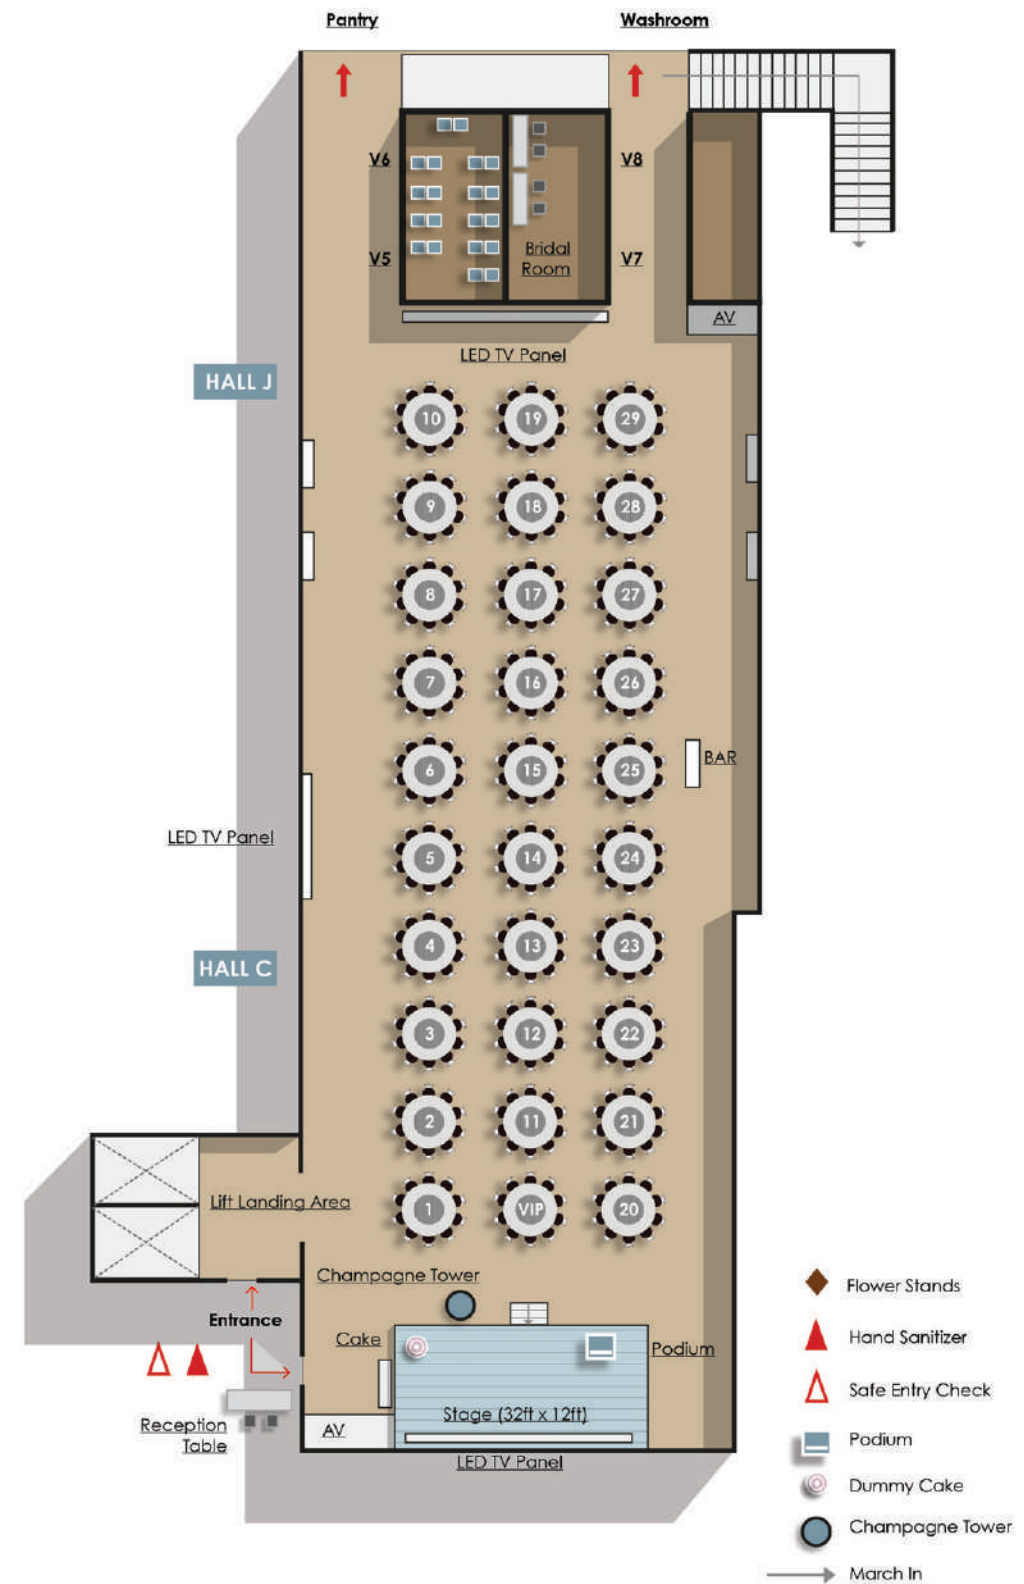 Pantry
Washroom
V6
V8
V5
Bridal
Room
V7
AV
LED TV Panel
HALL J
10
19
29
9
18
28
8
17
27
7
16
26
6
15
25
BAR
LED TV Panel
5
14
24
4
13
23
HALL C
3
12
22
2
11
21
Lift Landing Area
1
VIP
20
Champagne Tower
Entrance
Cake
Podium
Stage (32ft x 12ft)
Reception
Table
AV
LED TV Panel
Flower Stands
Hand Sanitizer
Safe Entry Check
Podium
Dummy Cake
Champagne Tower
March In